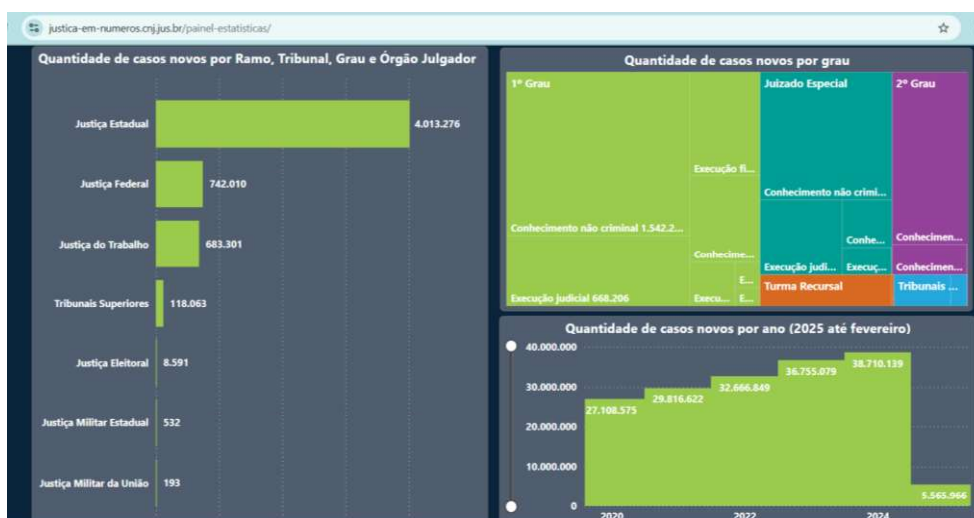 justica-em-numeros.cnj.jus.br/painel-estatisticas/
Quantidade de casos novos por Ramo, Tribunal, Grau e Órgão Julgador
Justiça Estadual 4.013.276
Justiça Federal 742.010
Justiça do Trabalho 683.301
Tribunais Superiores 118.063
Justiça Eleitoral 8.591
Justiça Militar Estadual 532
Justiça Militar da União 193
Quantidade de casos novos por grau
1º Grau
Conhecimento não criminal 1.542.2...
Execução judicial 668.206
Execução fi...
Conhecime...
Execu...
E...
E...
Juizado Especial
Conhecimento não crimi...
Execução judi...
Conhe...
Execuç...
Turma Recursal
2º Grau
Conhecimen...
Conhecimen...
Tribunais ...
Quantidade de casos novos por ano (2025 até fevereiro)
40.000.000
30.000.000
20.000.000
10.000.000
0
27.108.575
29.816.622
32.666.849
36.755.079
38.710.139
5.565.966
2020
2022
2024